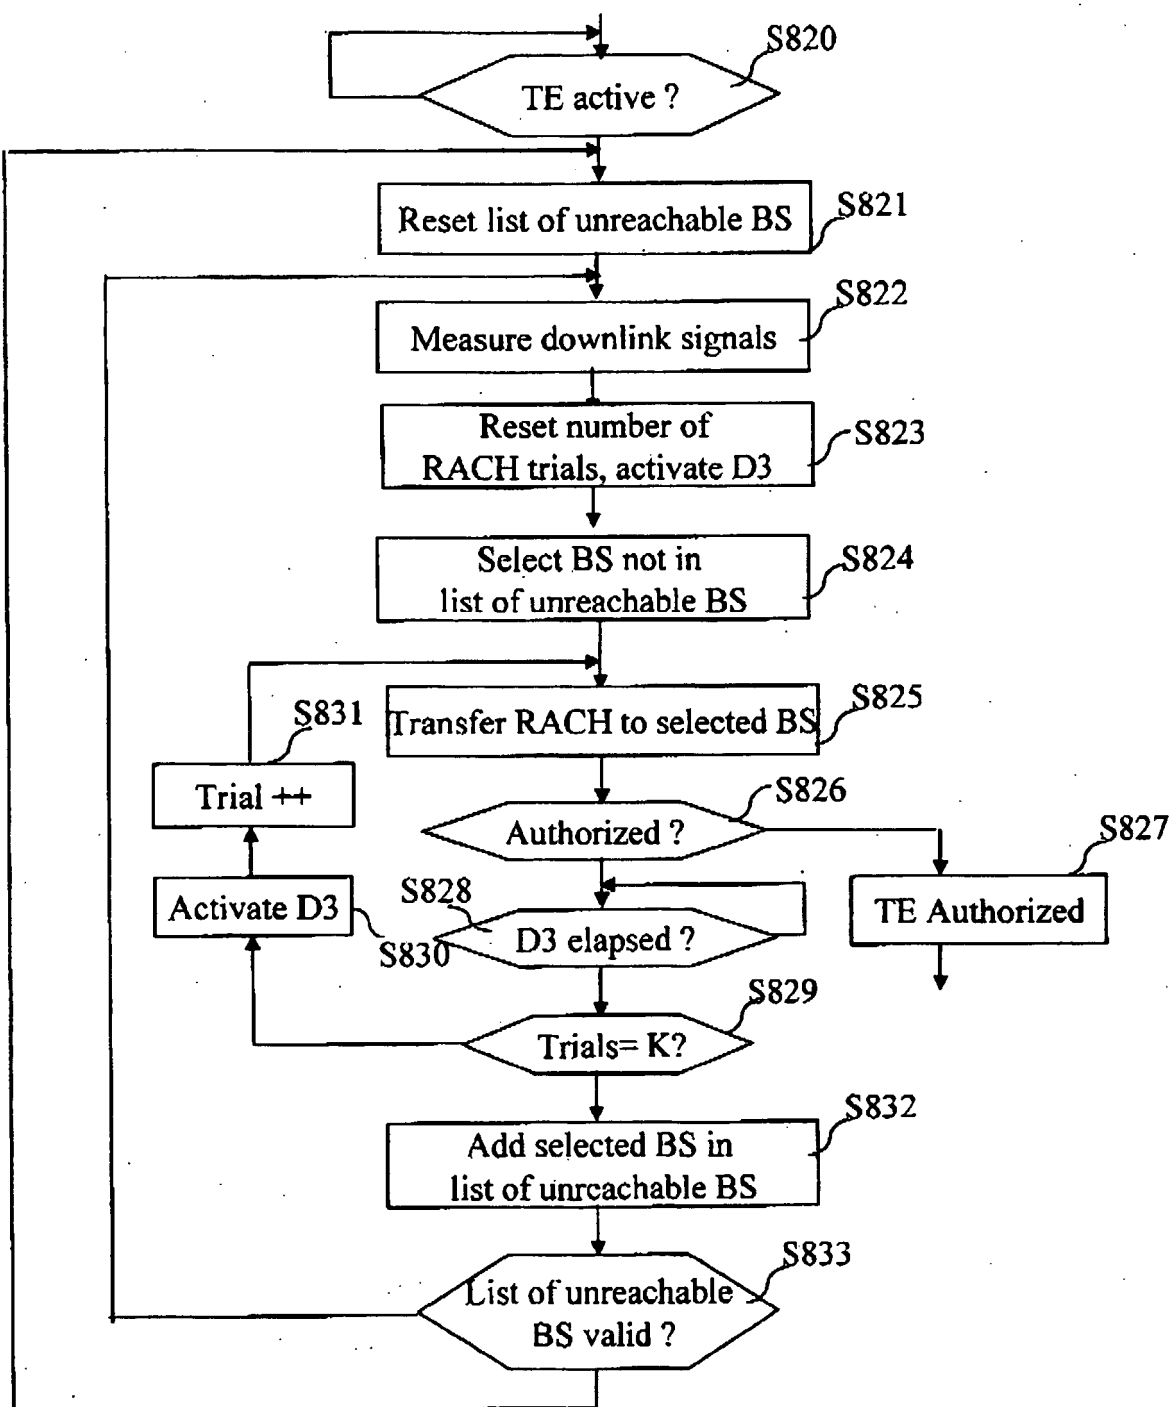 S820
TE active ?
S821
Reset list of unreachable BS
S822
Measure downlink signals
S823
Reset number of
RACH trials, activate D3
S824
Select BS not in
list of unreachable BS
S825
Transfer RACH to selected BS
S831
Trial ++
S826
Authorized ?
S827
TE Authorized
S828
D3 elapsed ?
Activate D3
S830
S829
Trials= K?
S832
Add selected BS in
list of unreachable BS
S833
List of unreachable
BS valid ?